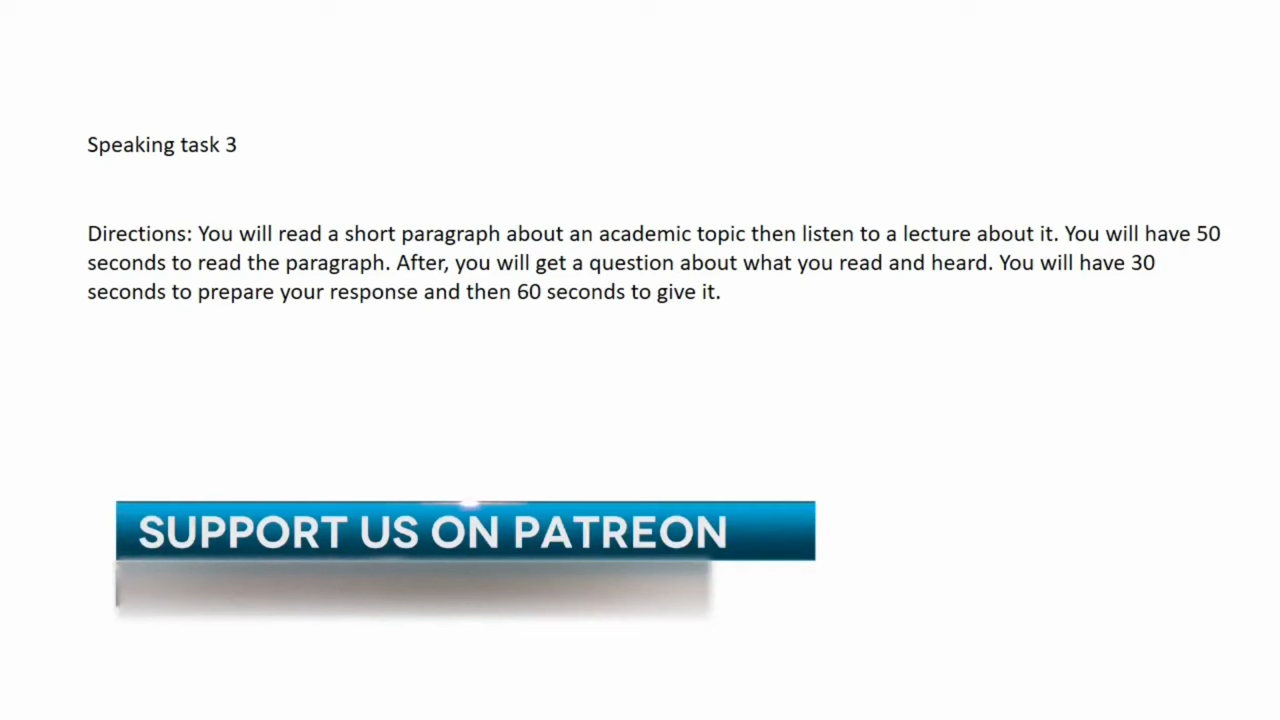 Speaking task 3
Directions: You will read a short paragraph about an academic topic then listen to a lecture about it. You will have 50
seconds to read the paragraph. After, you will get a question about what you read and heard. You will have 30
seconds to prepare your response and then 60 seconds to give it.
SUPPORT US ON PATREON